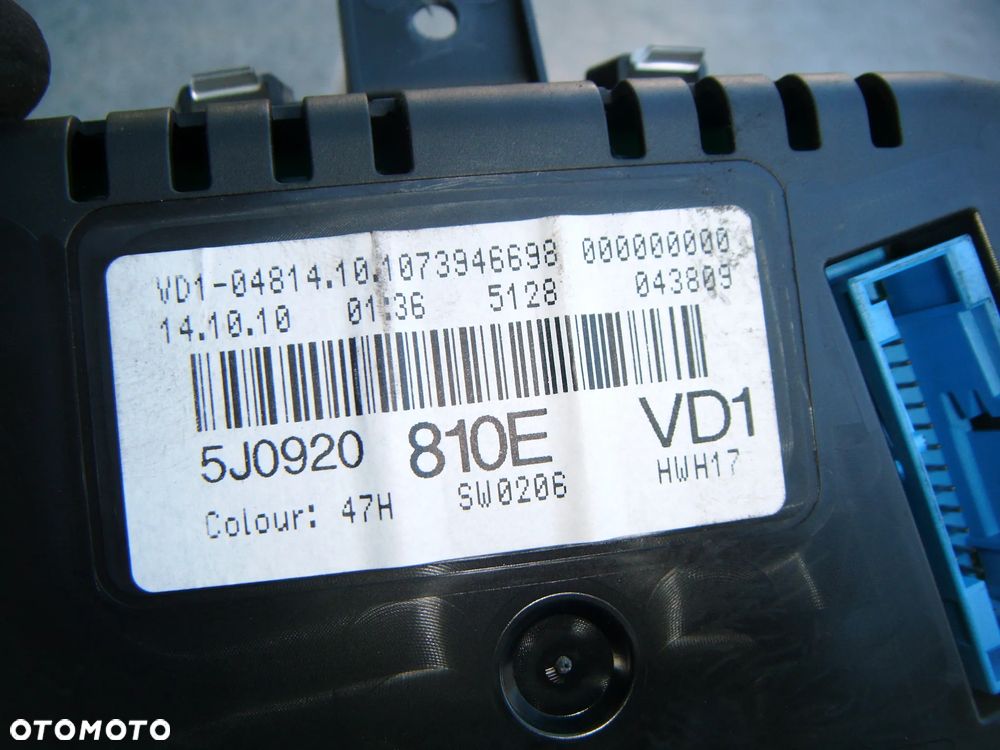 VD1-04814.10.1073946698 000000000
14.10.10 01:36 5128 043809
5J0920 810E VD1
Colour: 47H SW0206 HWH17
OTOMOTO